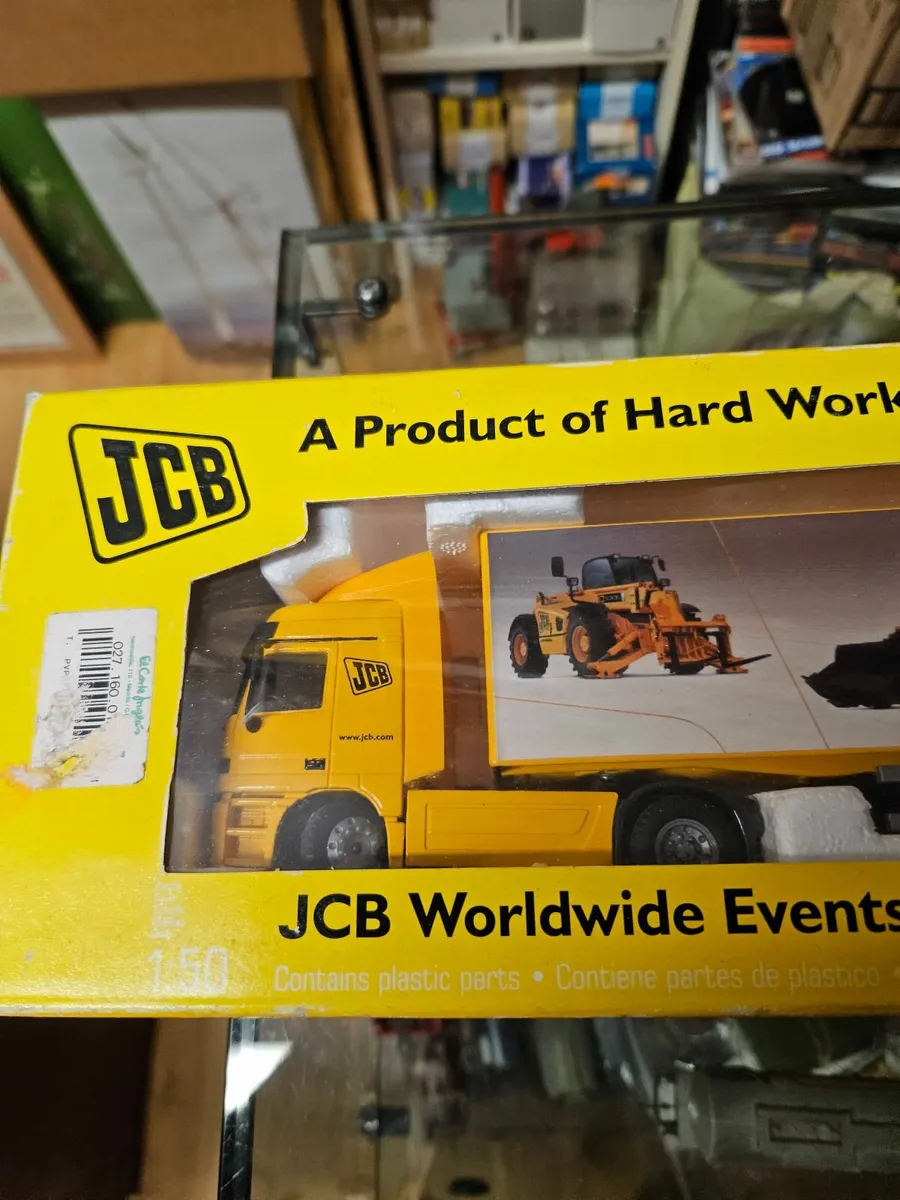 JCB
A Product of Hard Work
JCB
www.jcb.com
El Corte Inglés
027 160 0
T. PVP
JCB Worldwide Events
1:50
Contains plastic parts • Contiene partes de plastico •